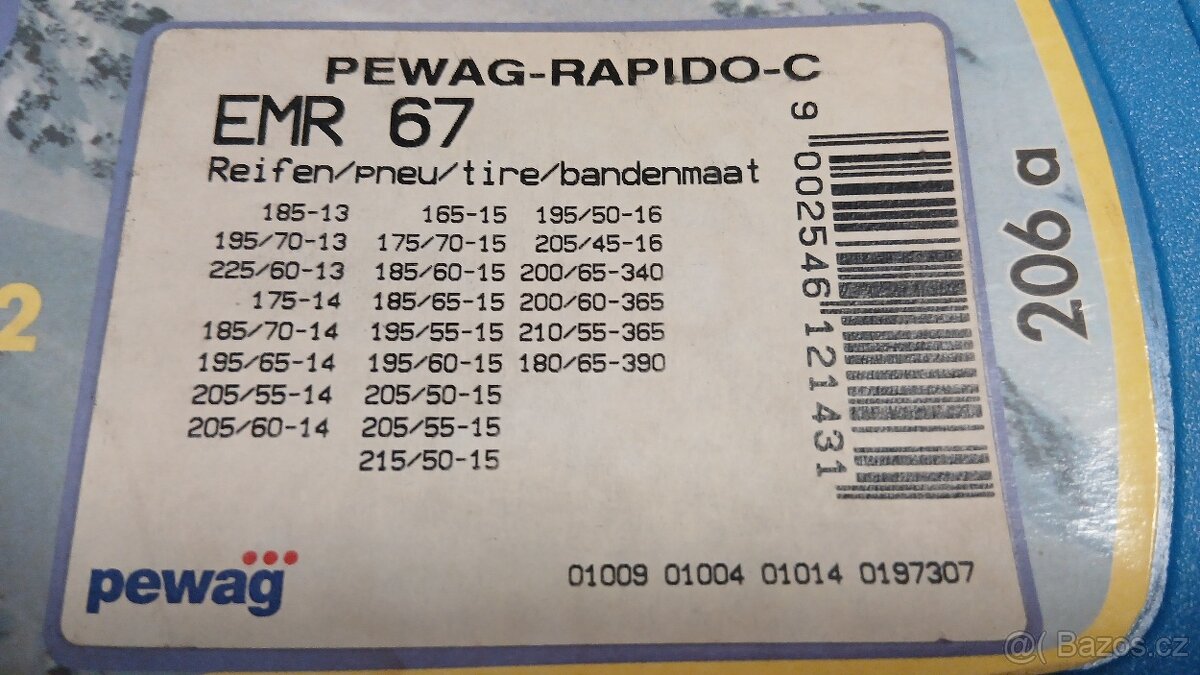 PEWAG-RAPIDO-C
EMR 67
Reifen/pneu/tire/bandenmaat
185-13 165-15 195/50-16
195/70-13 175/70-15 205/45-16
225/60-13 185/60-15 200/65-340
175-14 185/65-15 200/60-365
185/70-14 195/55-15 210/55-365
195/65-14 195/60-15 180/65-390
205/55-14 205/50-15
205/60-14 205/55-15
215/50-15
9 002546 121431
206 a
2
pewag
01009 01004 01014 0197307
@( Bazos.cz